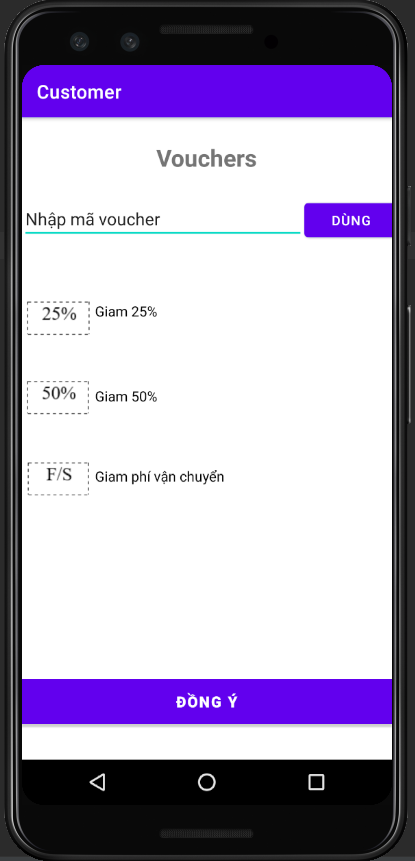 Customer
Vouchers
Nhập mã voucher
DÙNG
25% Giam 25%
50% Giam 50%
F/S Giam phí vận chuyển
ĐỒNG Ý